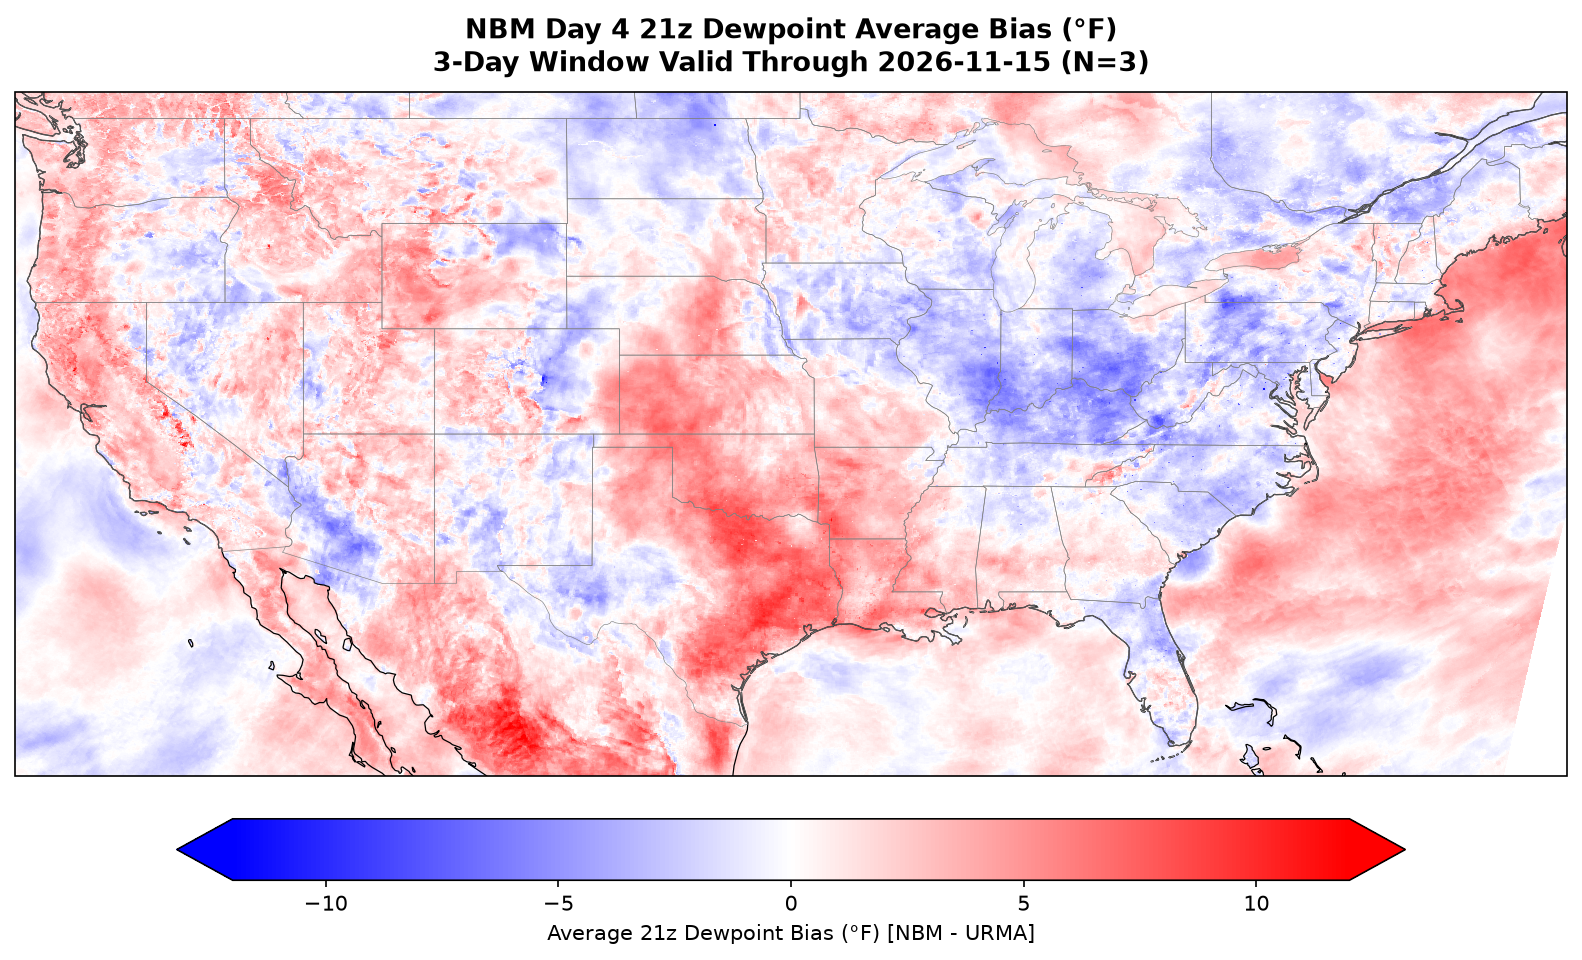 NBM Day 4 21z Dewpoint Average Bias (°F)
3-Day Window Valid Through 2026-11-15 (N=3)
−10 −5 0 5 10
Average 21z Dewpoint Bias (°F) [NBM - URMA]